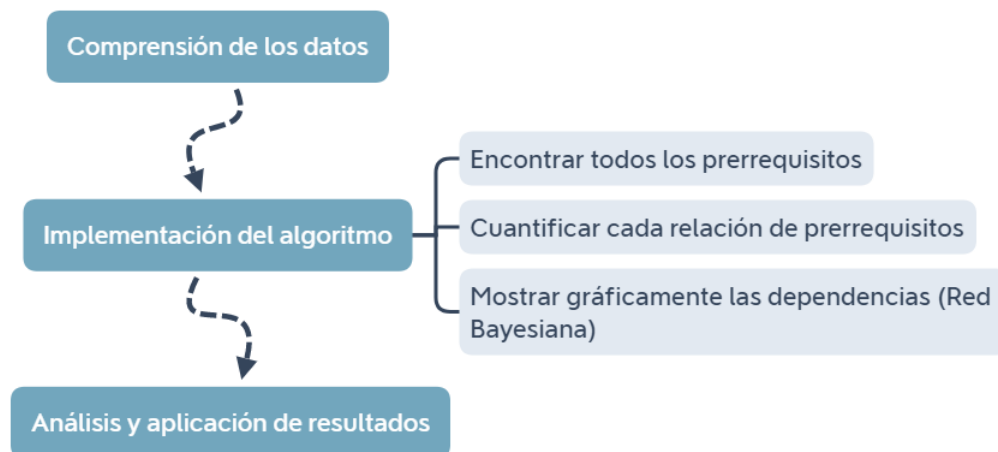 Comprensión de los datos
Encontrar todos los prerrequisitos
Implementación del algoritmo
Cuantificar cada relación de prerrequisitos
Mostrar gráficamente las dependencias (Red
Bayesiana)
Análisis y aplicación de resultados